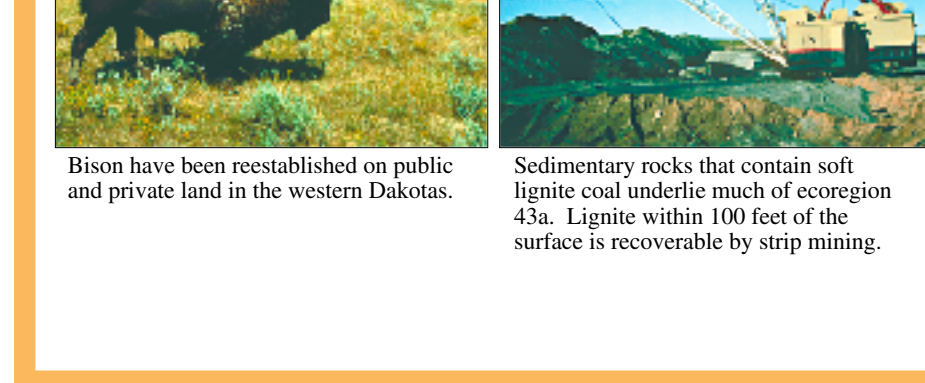 Bison have been reestablished on public
and private land in the western Dakotas.
Sedimentary rocks that contain soft
lignite coal underlie much of ecoregion
43a.  Lignite within 100 feet of the
surface is recoverable by strip mining.